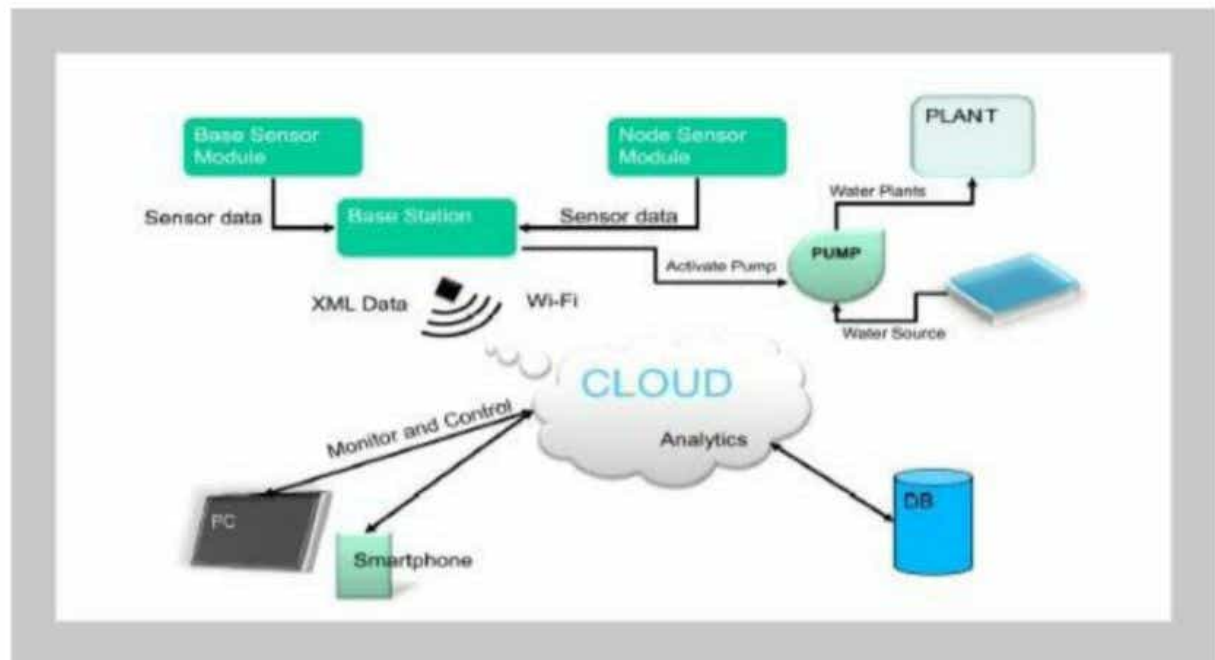 Base Sensor
Module
Node Sensor
Module
PLANT
Water Plants
Sensor data
Base Station
Sensor data
Activate Pump
PUMP
XML Data
Wi-Fi
Water Source
CLOUD
Monitor and Control
Analytics
PC
DB
Smartphone